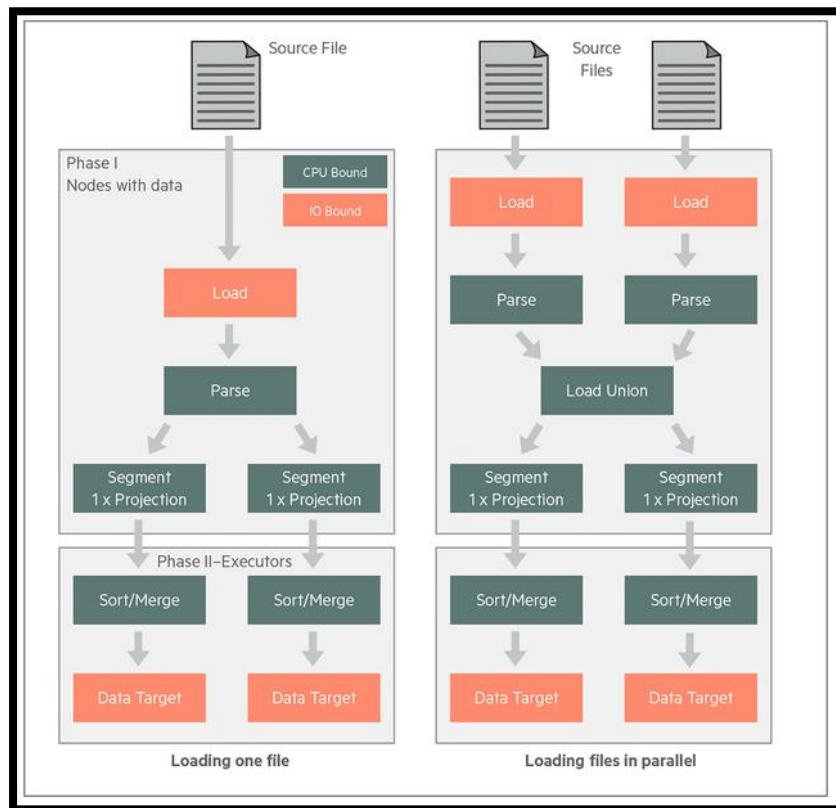 Source File
Phase I
Nodes with data
CPU Bound
IO Bound
Load
Parse
Segment
1 x Projection
Segment
1 x Projection
Phase II–Executors
Sort/Merge
Sort/Merge
Data Target
Data Target
Loading one file
Source
Files
Load
Load
Parse
Parse
Load Union
Segment
1 x Projection
Segment
1 x Projection
Sort/Merge
Sort/Merge
Data Target
Data Target
Loading files in parallel